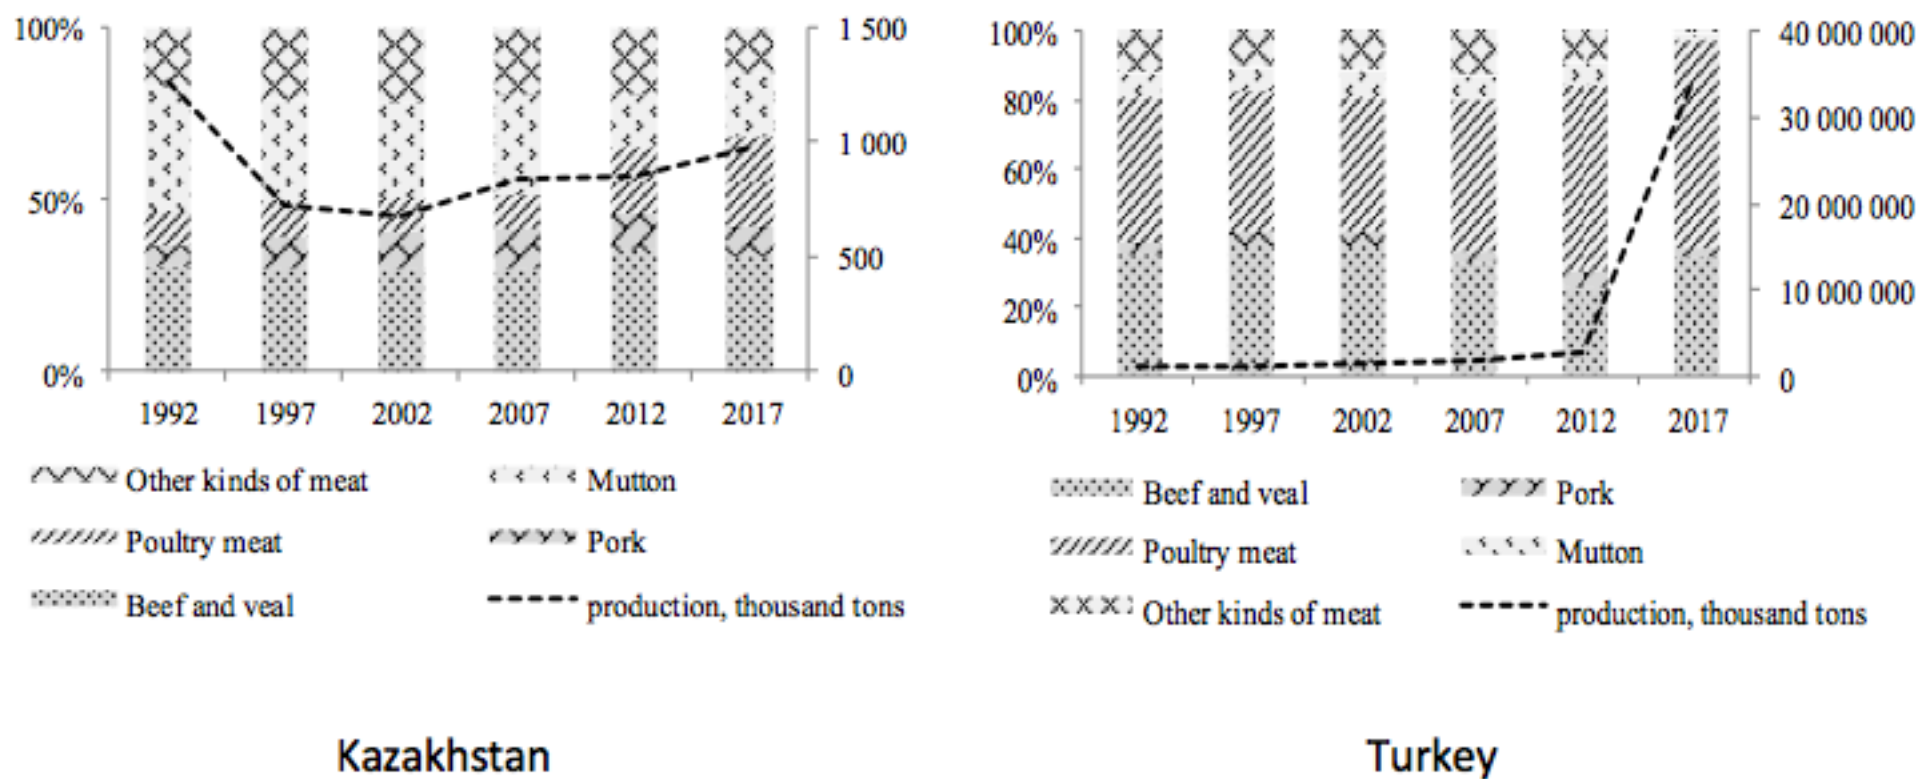 100%
50%
0%
1 500
1 000
500
0
1992 1997 2002 2007 2012 2017
Other kinds of meat
Mutton
Poultry meat
Pork
Beef and veal
production, thousand tons
Kazakhstan
100%
80%
60%
40%
20%
0%
40 000 000
30 000 000
20 000 000
10 000 000
0
1992 1997 2002 2007 2012 2017
Beef and veal
Pork
Poultry meat
Mutton
Other kinds of meat
production, thousand tons
Turkey